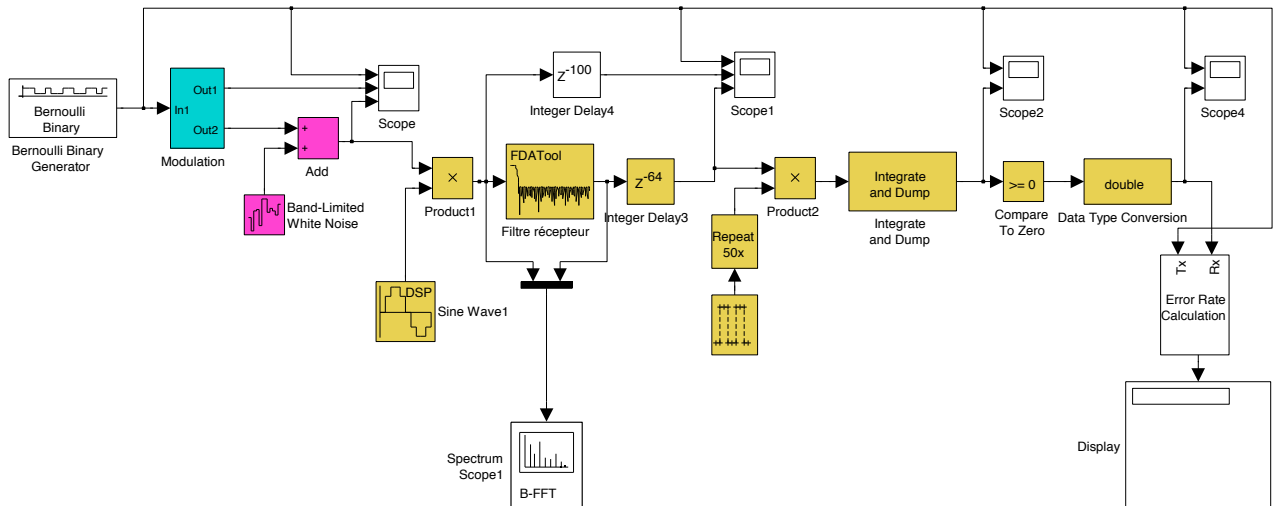 Bernoulli
Binary
Bernoulli Binary
Generator
In1
Out1
Out2
Modulation
+
+
Add
Band-Limited
White Noise
Scope
×
Product1
DSP
Sine Wave1
Z-100
Integer Delay4
FDATool
Filtre récepteur
Z-64
Integer Delay3
Scope1
Spectrum
Scope1
B-FFT
×
Product2
Repeat
50x
Integrate
and Dump
Integrate
and Dump
Scope2
>= 0
Compare
To Zero
double
Data Type Conversion
Scope4
Tx
Rx
Error Rate
Calculation
Display